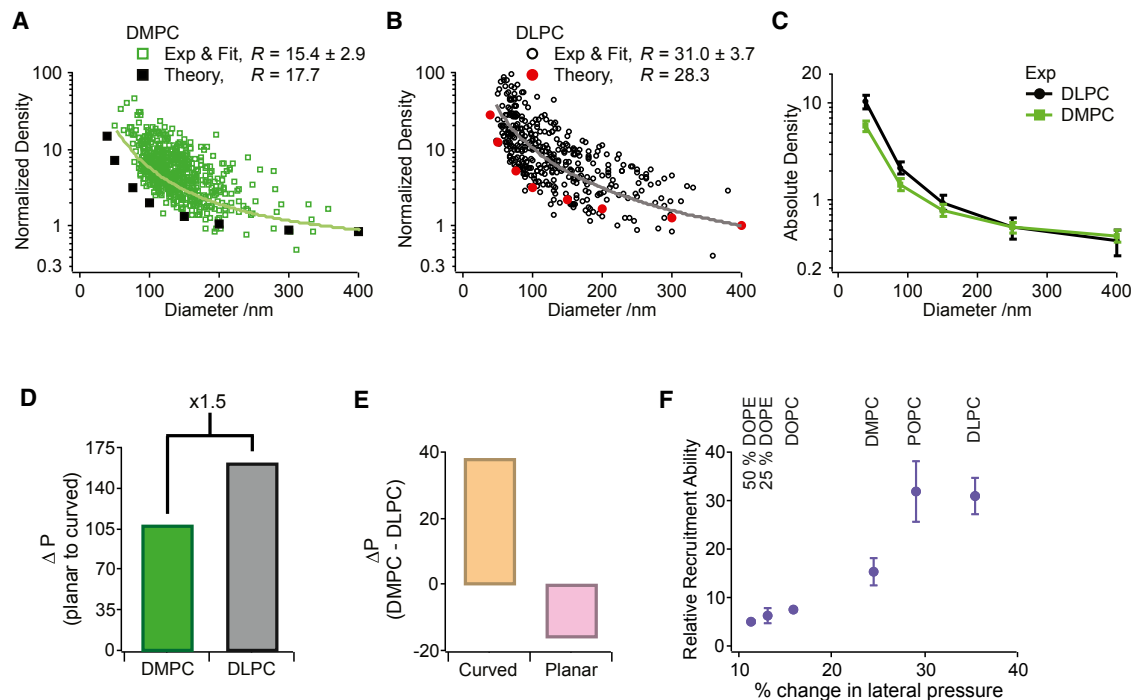 A
DMPC
Exp & Fit, R = 15.4 ± 2.9
Theory, R = 17.7
Normalized Density
100
10
1
0.3
0 100 200 300 400
Diameter /nm
B
DLPC
Exp & Fit, R = 31.0 ± 3.7
Theory, R = 28.3
Normalized Density
100
10
1
0.3
0 100 200 300 400
Diameter /nm
C
Exp
DLPC
DMPC
Absolute Density
20
10
1
0.2
0 100 200 300 400
Diameter /nm
D
x1.5
Δ P
(planar to curved)
175
140
105
70
35
0
DMPC DLPC
E
ΔP
(DMPC - DLPC)
40
20
0
-20
Curved Planar
F
50 % DOPE
25 % DOPE
DOPC
DMPC
POPC
DLPC
Relative Recruitment Ability
40
30
20
10
0
10 20 30 40
% change in lateral pressure